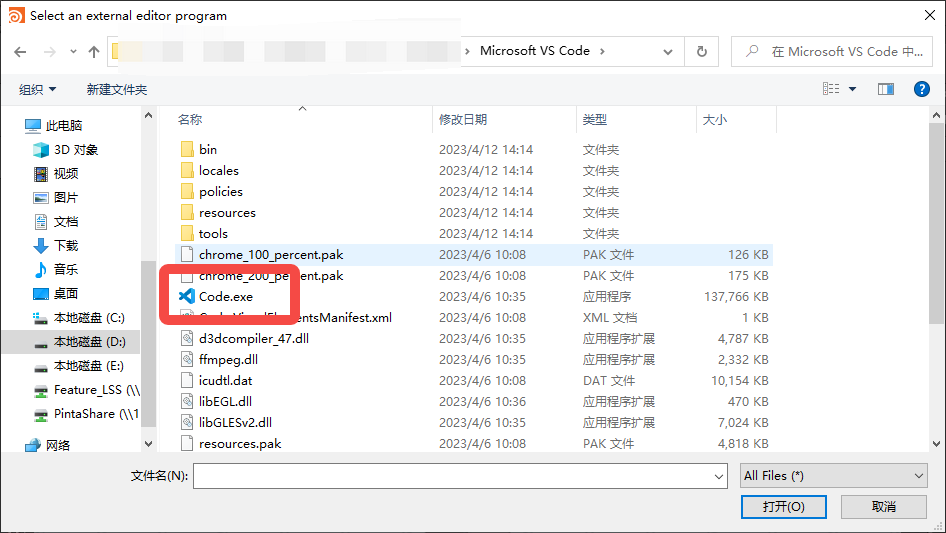 Select an external editor program
Microsoft VS Code
在 Microsoft VS Code 中...
组织 新建文件夹
名称 修改日期 类型 大小
此电脑
3D 对象
视频
图片
文档
下载
音乐
桌面
本地磁盘 (C:)
本地磁盘 (D:)
本地磁盘 (E:)
Feature_LSS (\\
PintaShare (\\1
网络
bin 2023/4/12 14:14 文件夹
locales 2023/4/12 14:14 文件夹
policies 2023/4/12 14:14 文件夹
resources 2023/4/12 14:14 文件夹
tools 2023/4/12 14:14 文件夹
chrome_100_percent.pak 2023/4/6 10:08 PAK 文件 126 KB
chrome_200_percent.pak 2023/4/6 10:08 PAK 文件 175 KB
Code.exe 2023/4/6 10:35 应用程序 137,766 KB
2023/4/6 10:08 XML 文档 1 KB
d3dcompiler_47.dll 2023/4/6 10:35 应用程序扩展 4,787 KB
ffmpeg.dll 2023/4/6 10:35 应用程序扩展 2,332 KB
icudtl.dat 2023/4/6 10:08 DAT 文件 10,154 KB
libEGL.dll 2023/4/6 10:36 应用程序扩展 470 KB
libGLESv2.dll 2023/4/6 10:35 应用程序扩展 7,024 KB
resources.pak 2023/4/6 10:08 PAK 文件 4,818 KB
文件名(N): All Files (*)
打开(O) 取消